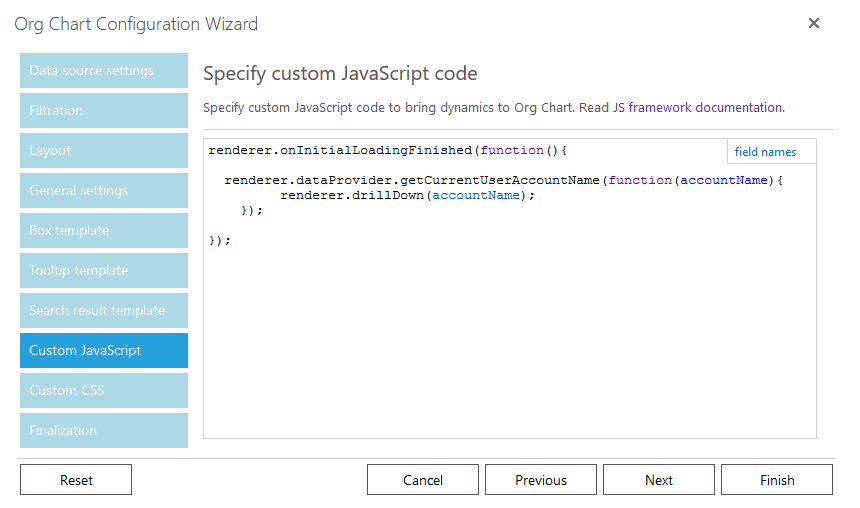 Org Chart Configuration Wizard
Data source settings
Filtration
Layout
General settings
Box template
Tooltip template
Search result template
Custom JavaScript
Custom CSS
Finalization
Specify custom JavaScript code
Specify custom JavaScript code to bring dynamics to Org Chart. Read JS framework documentation.
field names
renderer.onInitialLoadingFinished(function(){
  renderer.dataProvider.getCurrentUserAccountName(function(accountName){
         renderer.drillDown(accountName);
    });
});
Reset
Cancel
Previous
Next
Finish